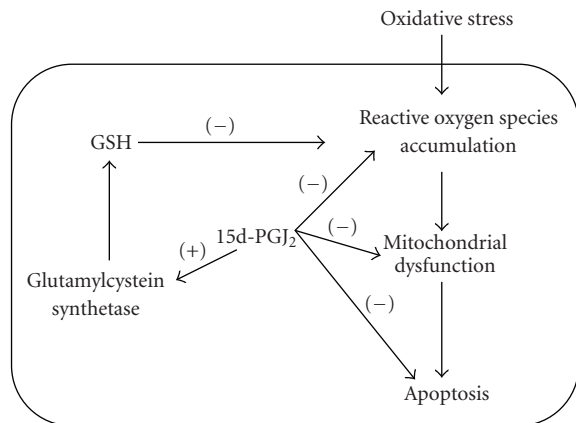 Oxidative stress
Reactive oxygen species
accumulation
(−)
GSH
(−)
(−)
15d-PGJ₂
(+)
Mitochondrial
dysfunction
Glutamylcystein
synthetase
(−)
Apoptosis